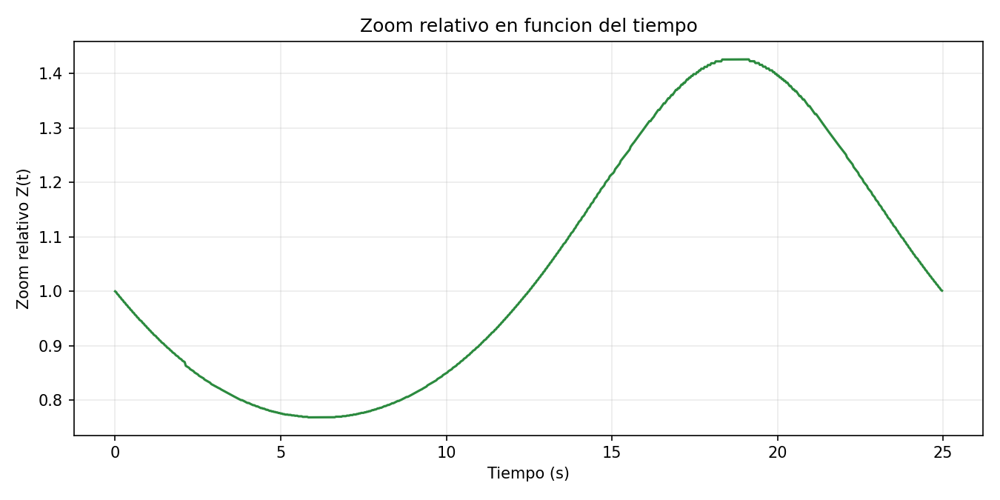 Zoom relativo en funcion del tiempo
Zoom relativo Z(t)
1.4
1.3
1.2
1.1
1.0
0.9
0.8
0 5 10 15 20 25
Tiempo (s)